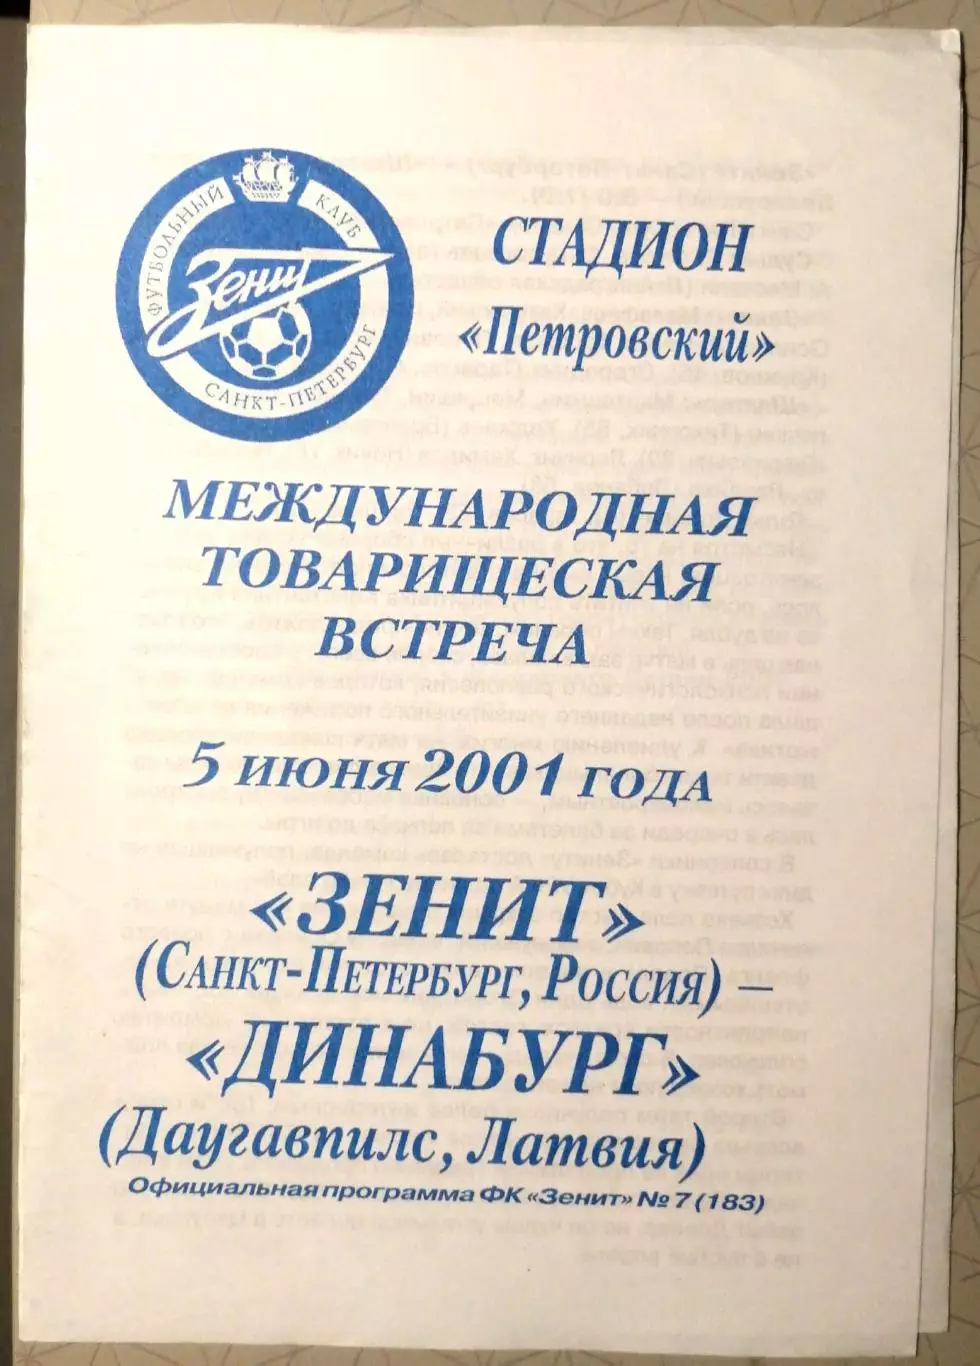 ФУТБОЛЬНЫЙ КЛУБ
Зенит
САНКТ-ПЕТЕРБУРГ
СТАДИОН
«Петровский»
МЕЖДУНАРОДНАЯ
ТОВАРИЩЕСКАЯ
ВСТРЕЧА
5 ИЮНЯ 2001 ГОДА
«ЗЕНИТ»
(САНКТ-ПЕТЕРБУРГ, РОССИЯ) –
«ДИНАБУРГ»
(Даугавпилс, Латвия)
Официальная программа ФК «Зенит» № 7 (183)